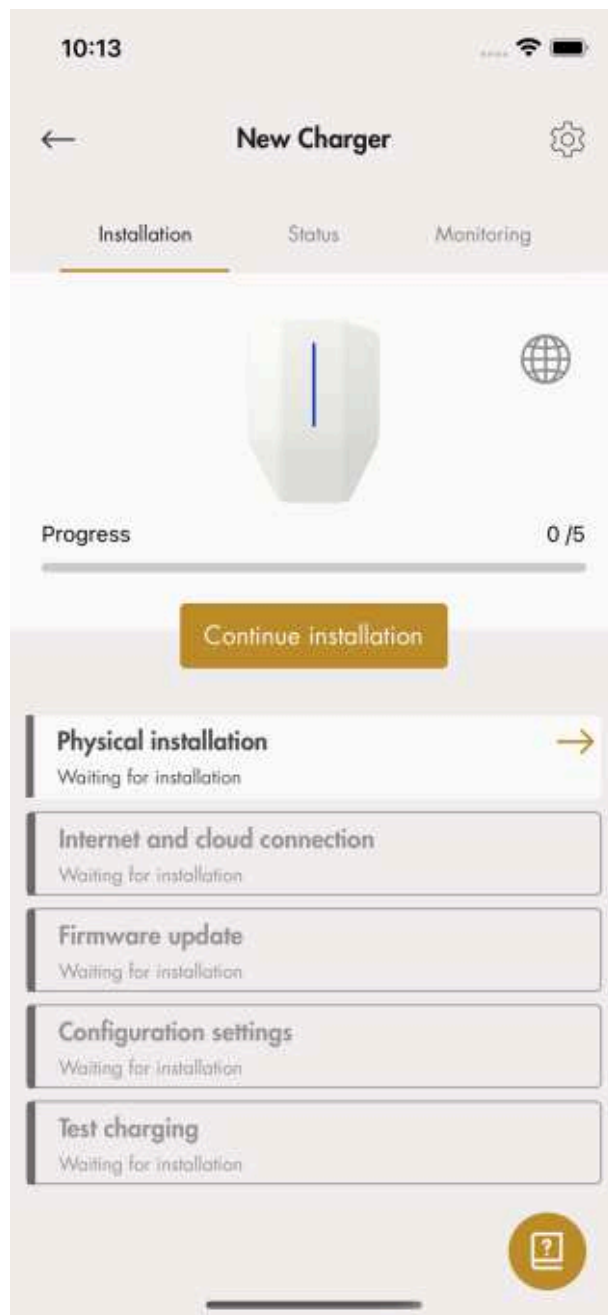 10:13
New Charger
Installation Status Monitoring
Progress 0 /5
Continue installation
Physical installation
Waiting for installation
Internet and cloud connection
Waiting for installation
Firmware update
Waiting for installation
Configuration settings
Waiting for installation
Test charging
Waiting for installation
?